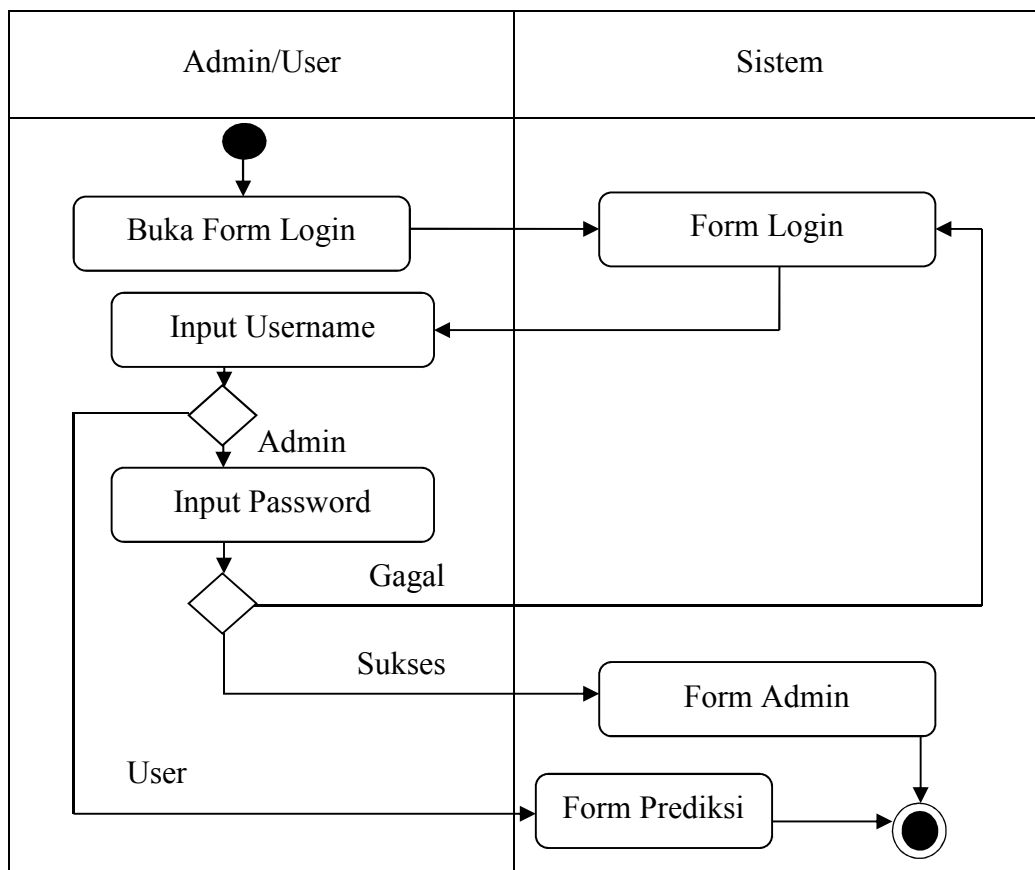 Admin/User
Sistem
Buka Form Login
Form Login
Input Username
Admin
Input Password
Gagal
Sukses
Form Admin
User
Form Prediksi